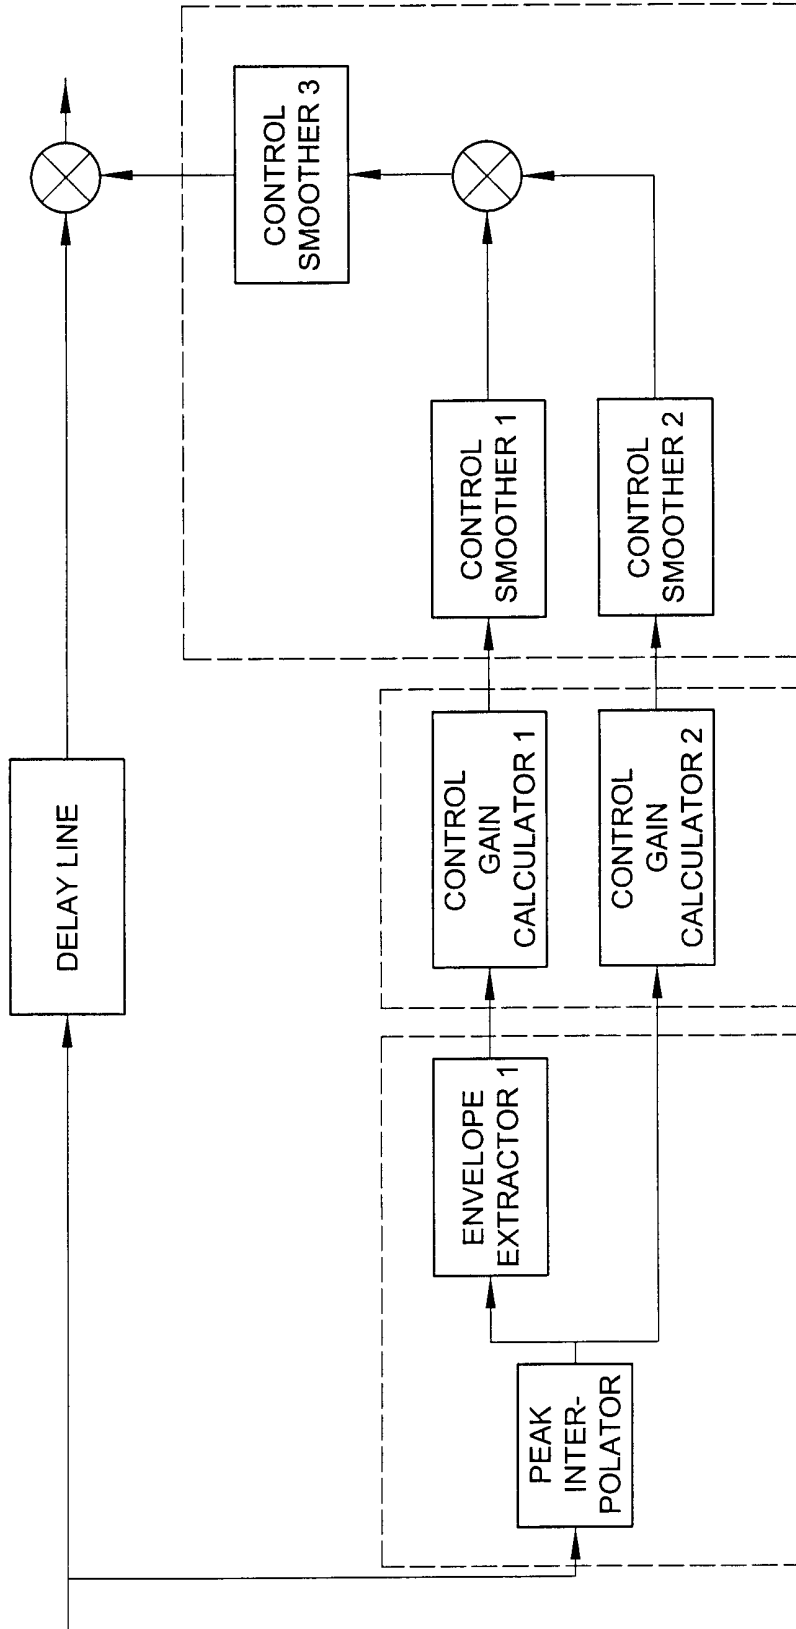 DELAY LINE
PEAK
INTER-
POLATOR
ENVELOPE
EXTRACTOR 1
CONTROL
GAIN
CALCULATOR 1
CONTROL
GAIN
CALCULATOR 2
CONTROL
SMOOTHER 1
CONTROL
SMOOTHER 2
CONTROL
SMOOTHER 3